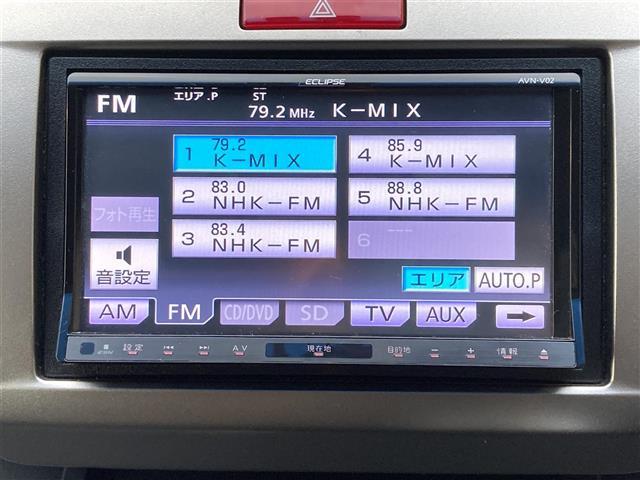 ECLIPSE
AVN-V02
FM
エリア.P
ST
79.2 MHz K-MIX
1 79.2 K-MIX
4 85.9 K-MIX
2 83.0 NHK-FM
5 88.8 NHK-FM
3 83.4 NHK-FM
6 ---
フォト再生
音設定
エリア
AUTO.P
AM
FM
CD/DVD
SD
TV
AUX
設定
AV
現在地
目的地
－
＋
情報